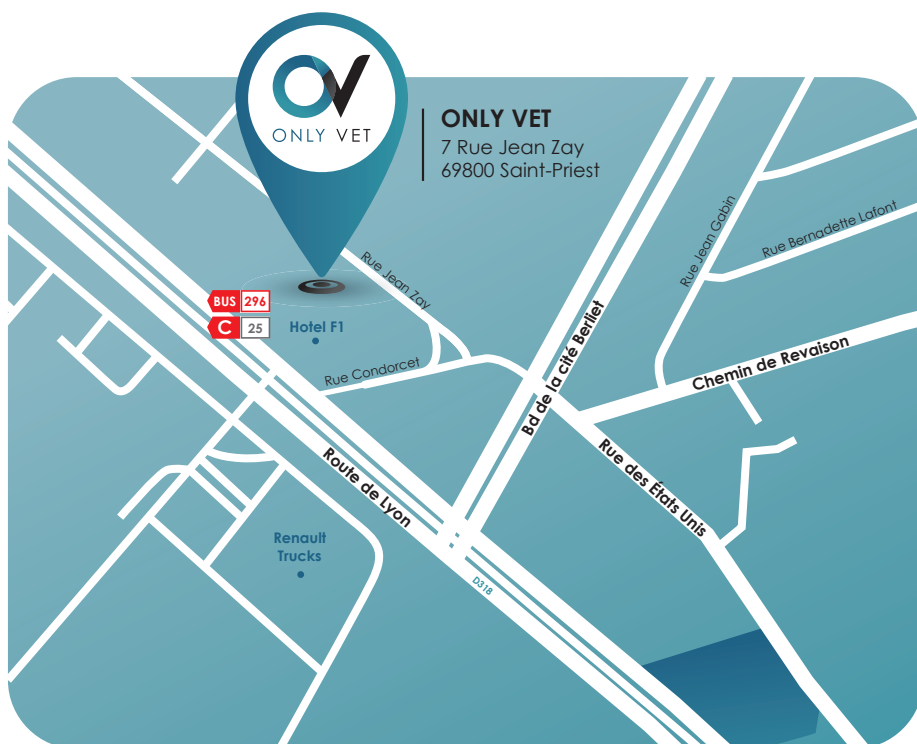 OV
ONLY VET
ONLY VET
7 Rue Jean Zay
69800 Saint-Priest
Rue Jean Gabin
Rue Bernadette Lafont
Rue Jean Zay
BUS 296
C 25
Hotel F1
Rue Condorcet
Bd de la cité Berliet
Chemin de Revaison
Route de Lyon
Rue des États Unis
Renault
Trucks
D318